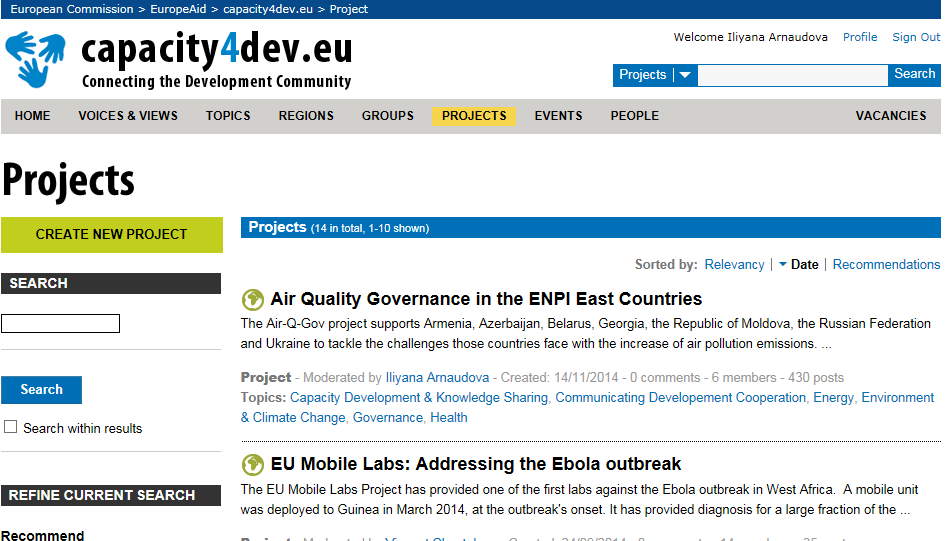 European Commission > EuropeAid > capacity4dev.eu > Project
capacity4dev.eu
Connecting the Development Community
Welcome Iliyana Arnaudova Profile Sign Out
Projects Search
HOME VOICES & VIEWS TOPICS REGIONS GROUPS PROJECTS EVENTS PEOPLE VACANCIES
Projects
CREATE NEW PROJECT
SEARCH
Search
Search within results
REFINE CURRENT SEARCH
Recommend
Projects (14 in total, 1-10 shown)
Sorted by: Relevancy | Date | Recommendations
Air Quality Governance in the ENPI East Countries
The Air-Q-Gov project supports Armenia, Azerbaijan, Belarus, Georgia, the Republic of Moldova, the Russian Federation
and Ukraine to tackle the challenges those countries face with the increase of air pollution emissions. ...
Project - Moderated by Iliyana Arnaudova - Created: 14/11/2014 - 0 comments - 6 members - 430 posts
Topics: Capacity Development & Knowledge Sharing, Communicating Developement Cooperation, Energy, Environment
& Climate Change, Governance, Health
EU Mobile Labs: Addressing the Ebola outbreak
The EU Mobile Labs Project has provided one of the first labs against the Ebola outbreak in West Africa. A mobile unit
was deployed to Guinea in March 2014, at the outbreak's onset. It has provided diagnosis for a large fraction of the ...